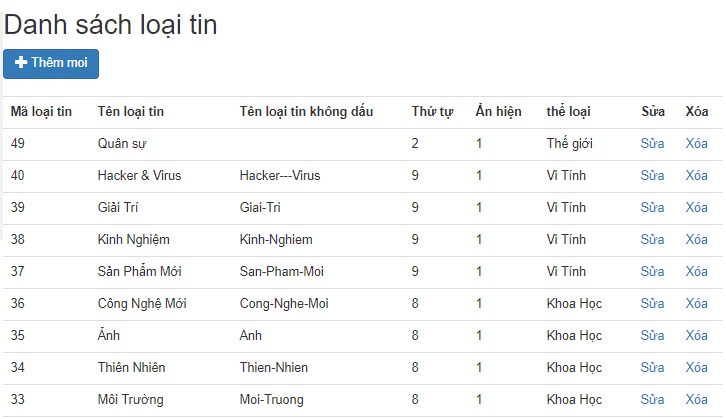 Danh sách loại tin
Thêm moi
Mã loại tin Tên loại tin Tên loại tin không dấu Thứ tự Ẩn hiện thể loại Sửa Xóa
49 Quân sự 2 1 Thế giới Sửa Xóa
40 Hacker & Virus Hacker---Virus 9 1 Vi Tính Sửa Xóa
39 Giải Trí Giai-Tri 9 1 Vi Tính Sửa Xóa
38 Kinh Nghiệm Kinh-Nghiem 9 1 Vi Tính Sửa Xóa
37 Sản Phẩm Mới San-Pham-Moi 9 1 Vi Tính Sửa Xóa
36 Công Nghệ Mới Cong-Nghe-Moi 8 1 Khoa Học Sửa Xóa
35 Ảnh Anh 8 1 Khoa Học Sửa Xóa
34 Thiên Nhiên Thien-Nhien 8 1 Khoa Học Sửa Xóa
33 Môi Trường Moi-Truong 8 1 Khoa Học Sửa Xóa